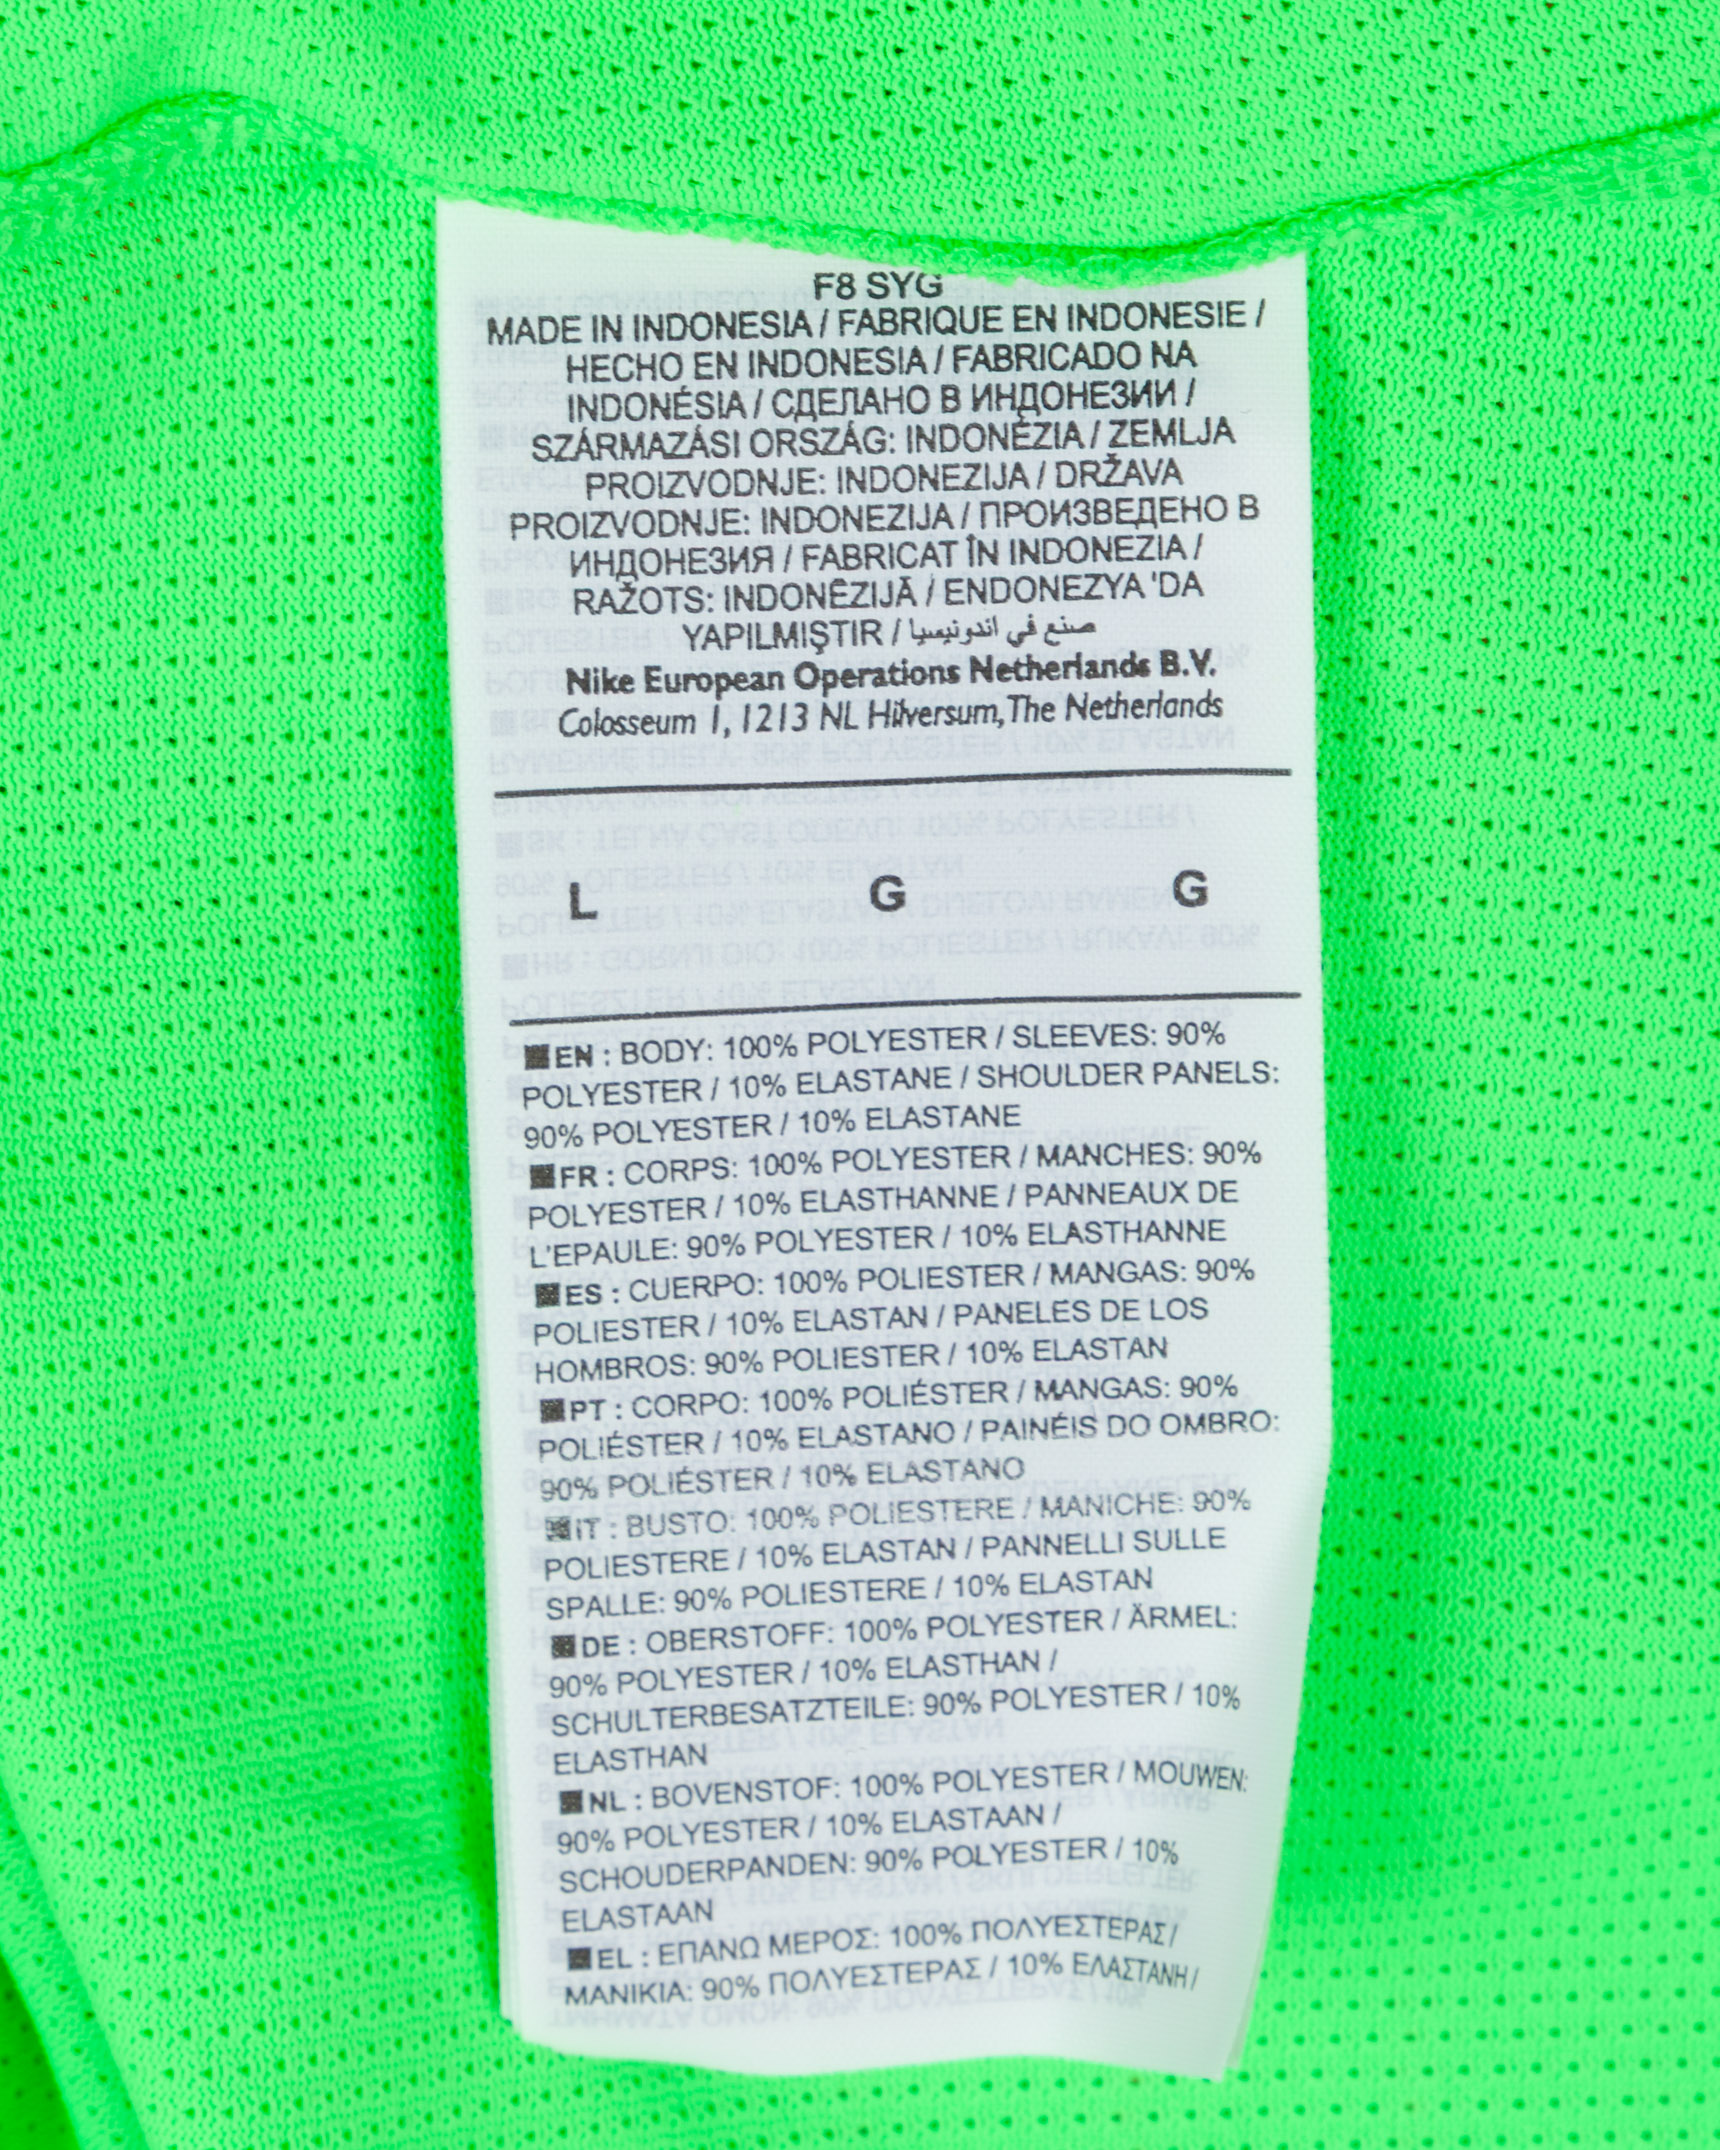 F8 SYG
MADE IN INDONESIA / FABRIQUE EN INDONESIE /
HECHO EN INDONESIA / FABRICADO NA
INDONÉSIA / СДЕЛАНО В ИНДОНЕЗИИ /
SZÁRMAZÁSI ORSZÁG: INDONÉZIA / ZEMLJA
PROIZVODNJE: INDONEZIJA / DRŽAVA
PROIZVODNJE: INDONEZIJA / ПРОИЗВЕДЕНО В
ИНДОНЕЗИЯ / FABRICAT ÎN INDONEZIA /
RAŽOTS: INDONĒZIJĀ / ENDONEZYA 'DA
YAPILMIŞTIR / صنع في اندونيسيا
Nike European Operations Netherlands B.V.
Colosseum 1, 1213 NL Hilversum, The Netherlands
L G G
EN : BODY: 100% POLYESTER / SLEEVES: 90%
POLYESTER / 10% ELASTANE / SHOULDER PANELS:
90% POLYESTER / 10% ELASTANE
FR : CORPS: 100% POLYESTER / MANCHES: 90%
POLYESTER / 10% ELASTHANNE / PANNEAUX DE
L'EPAULE: 90% POLYESTER / 10% ELASTHANNE
ES : CUERPO: 100% POLIESTER / MANGAS: 90%
POLIESTER / 10% ELASTAN / PANELES DE LOS
HOMBROS: 90% POLIESTER / 10% ELASTAN
PT : CORPO: 100% POLIÉSTER / MANGAS: 90%
POLIÉSTER / 10% ELASTANO / PAINÉIS DO OMBRO:
90% POLIÉSTER / 10% ELASTANO
IT : BUSTO: 100% POLIESTERE / MANICHE: 90%
POLIESTERE / 10% ELASTAN / PANNELLI SULLE
SPALLE: 90% POLIESTERE / 10% ELASTAN
DE : OBERSTOFF: 100% POLYESTER / ÄRMEL:
90% POLYESTER / 10% ELASTHAN /
SCHULTERBESATZTEILE: 90% POLYESTER / 10%
ELASTHAN
NL : BOVENSTOF: 100% POLYESTER / MOUWEN:
90% POLYESTER / 10% ELASTAAN /
SCHOUDERPANDEN: 90% POLYESTER / 10%
ELASTAAN
EL : ΕΠΑΝΩ ΜΕΡΟΣ: 100% ΠΟΛΥΕΣΤΕΡΑΣ /
ΜΑΝΙΚΙΑ: 90% ΠΟΛΥΕΣΤΕΡΑΣ / 10% ΕΛΑΣΤΑΝΗ /